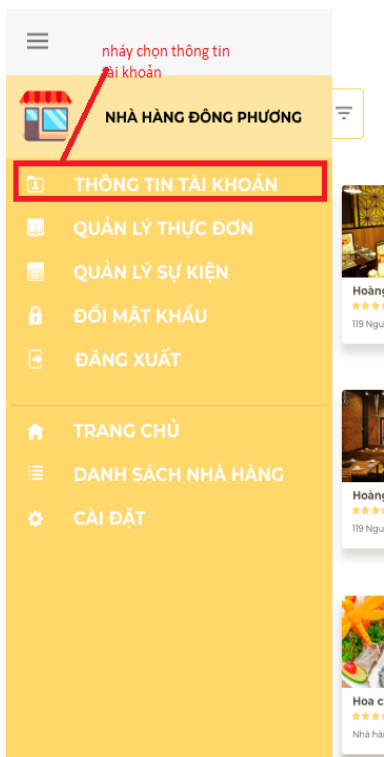 nháy chọn thông tin
tài khoản
NHÀ HÀNG ĐÔNG PHƯƠNG
THÔNG TIN TÀI KHOẢN
QUẢN LÝ THỰC ĐƠN
QUẢN LÝ SỰ KIỆN
ĐỔI MẬT KHẨU
ĐĂNG XUẤT
TRANG CHỦ
DANH SÁCH NHÀ HÀNG
CÀI ĐẶT
Hoàng
119 Ngu
Hoàng
119 Ngu
Hoa c
Nhà hàn